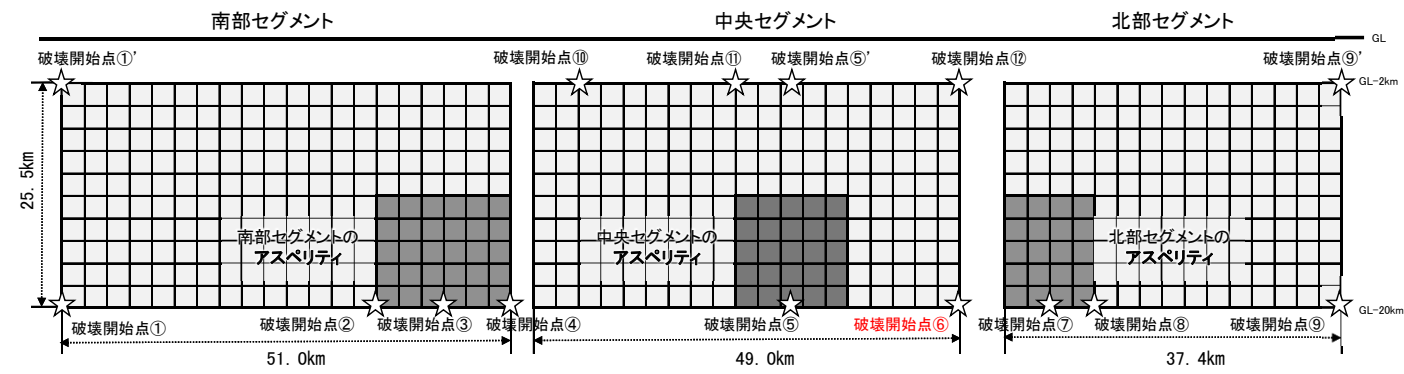 南部セグメント
中央セグメント
北部セグメント
GL
破壊開始点①'
破壊開始点⑩
破壊開始点⑪
破壊開始点⑤'
破壊開始点⑫
破壊開始点⑨'
GL-2km
25.5km
南部セグメントの
アスペリティ
中央セグメントの
アスペリティ
北部セグメントの
アスペリティ
破壊開始点①
破壊開始点②
破壊開始点③
破壊開始点④
破壊開始点⑤
破壊開始点⑥
破壊開始点⑦
破壊開始点⑧
破壊開始点⑨
GL-20km
51.0km
49.0km
37.4km